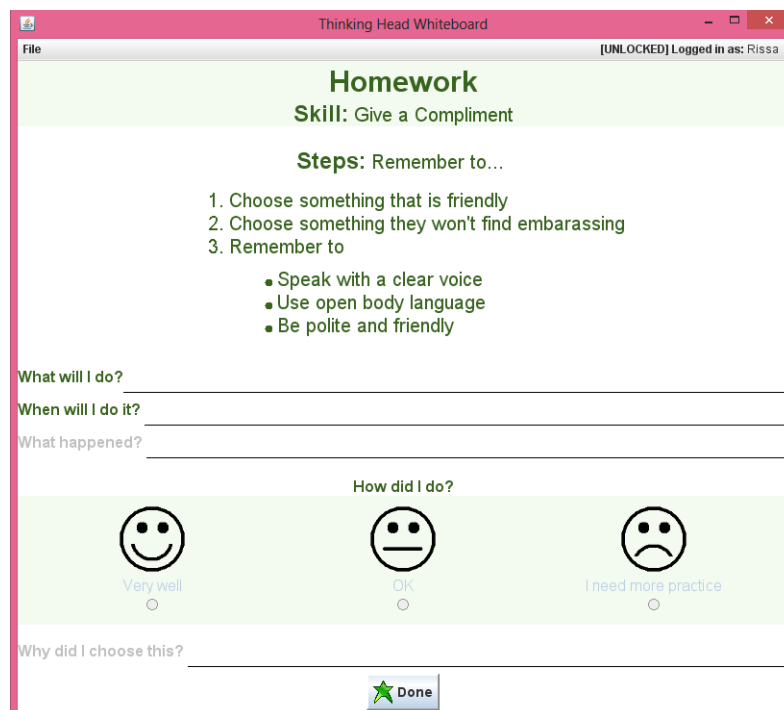 Thinking Head Whiteboard
File [UNLOCKED] Logged in as: Rissa
Homework
Skill: Give a Compliment
Steps: Remember to...
1. Choose something that is friendly
2. Choose something they won't find embarassing
3. Remember to
• Speak with a clear voice
• Use open body language
• Be polite and friendly
What will I do?
When will I do it?
What happened?
How did I do?
Very well OK I need more practice
Why did I choose this?
Done